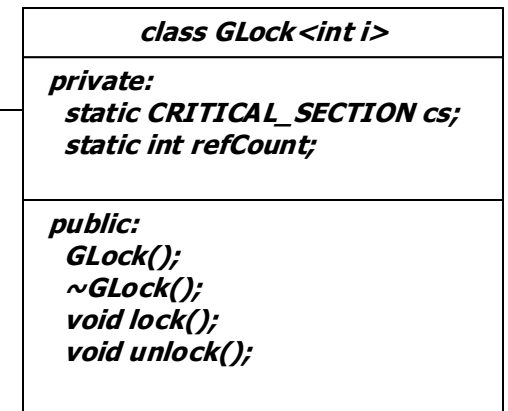 class GLock<int i>
private:
static CRITICAL_SECTION cs;
static int refCount;
public:
GLock();
~GLock();
void lock();
void unlock();